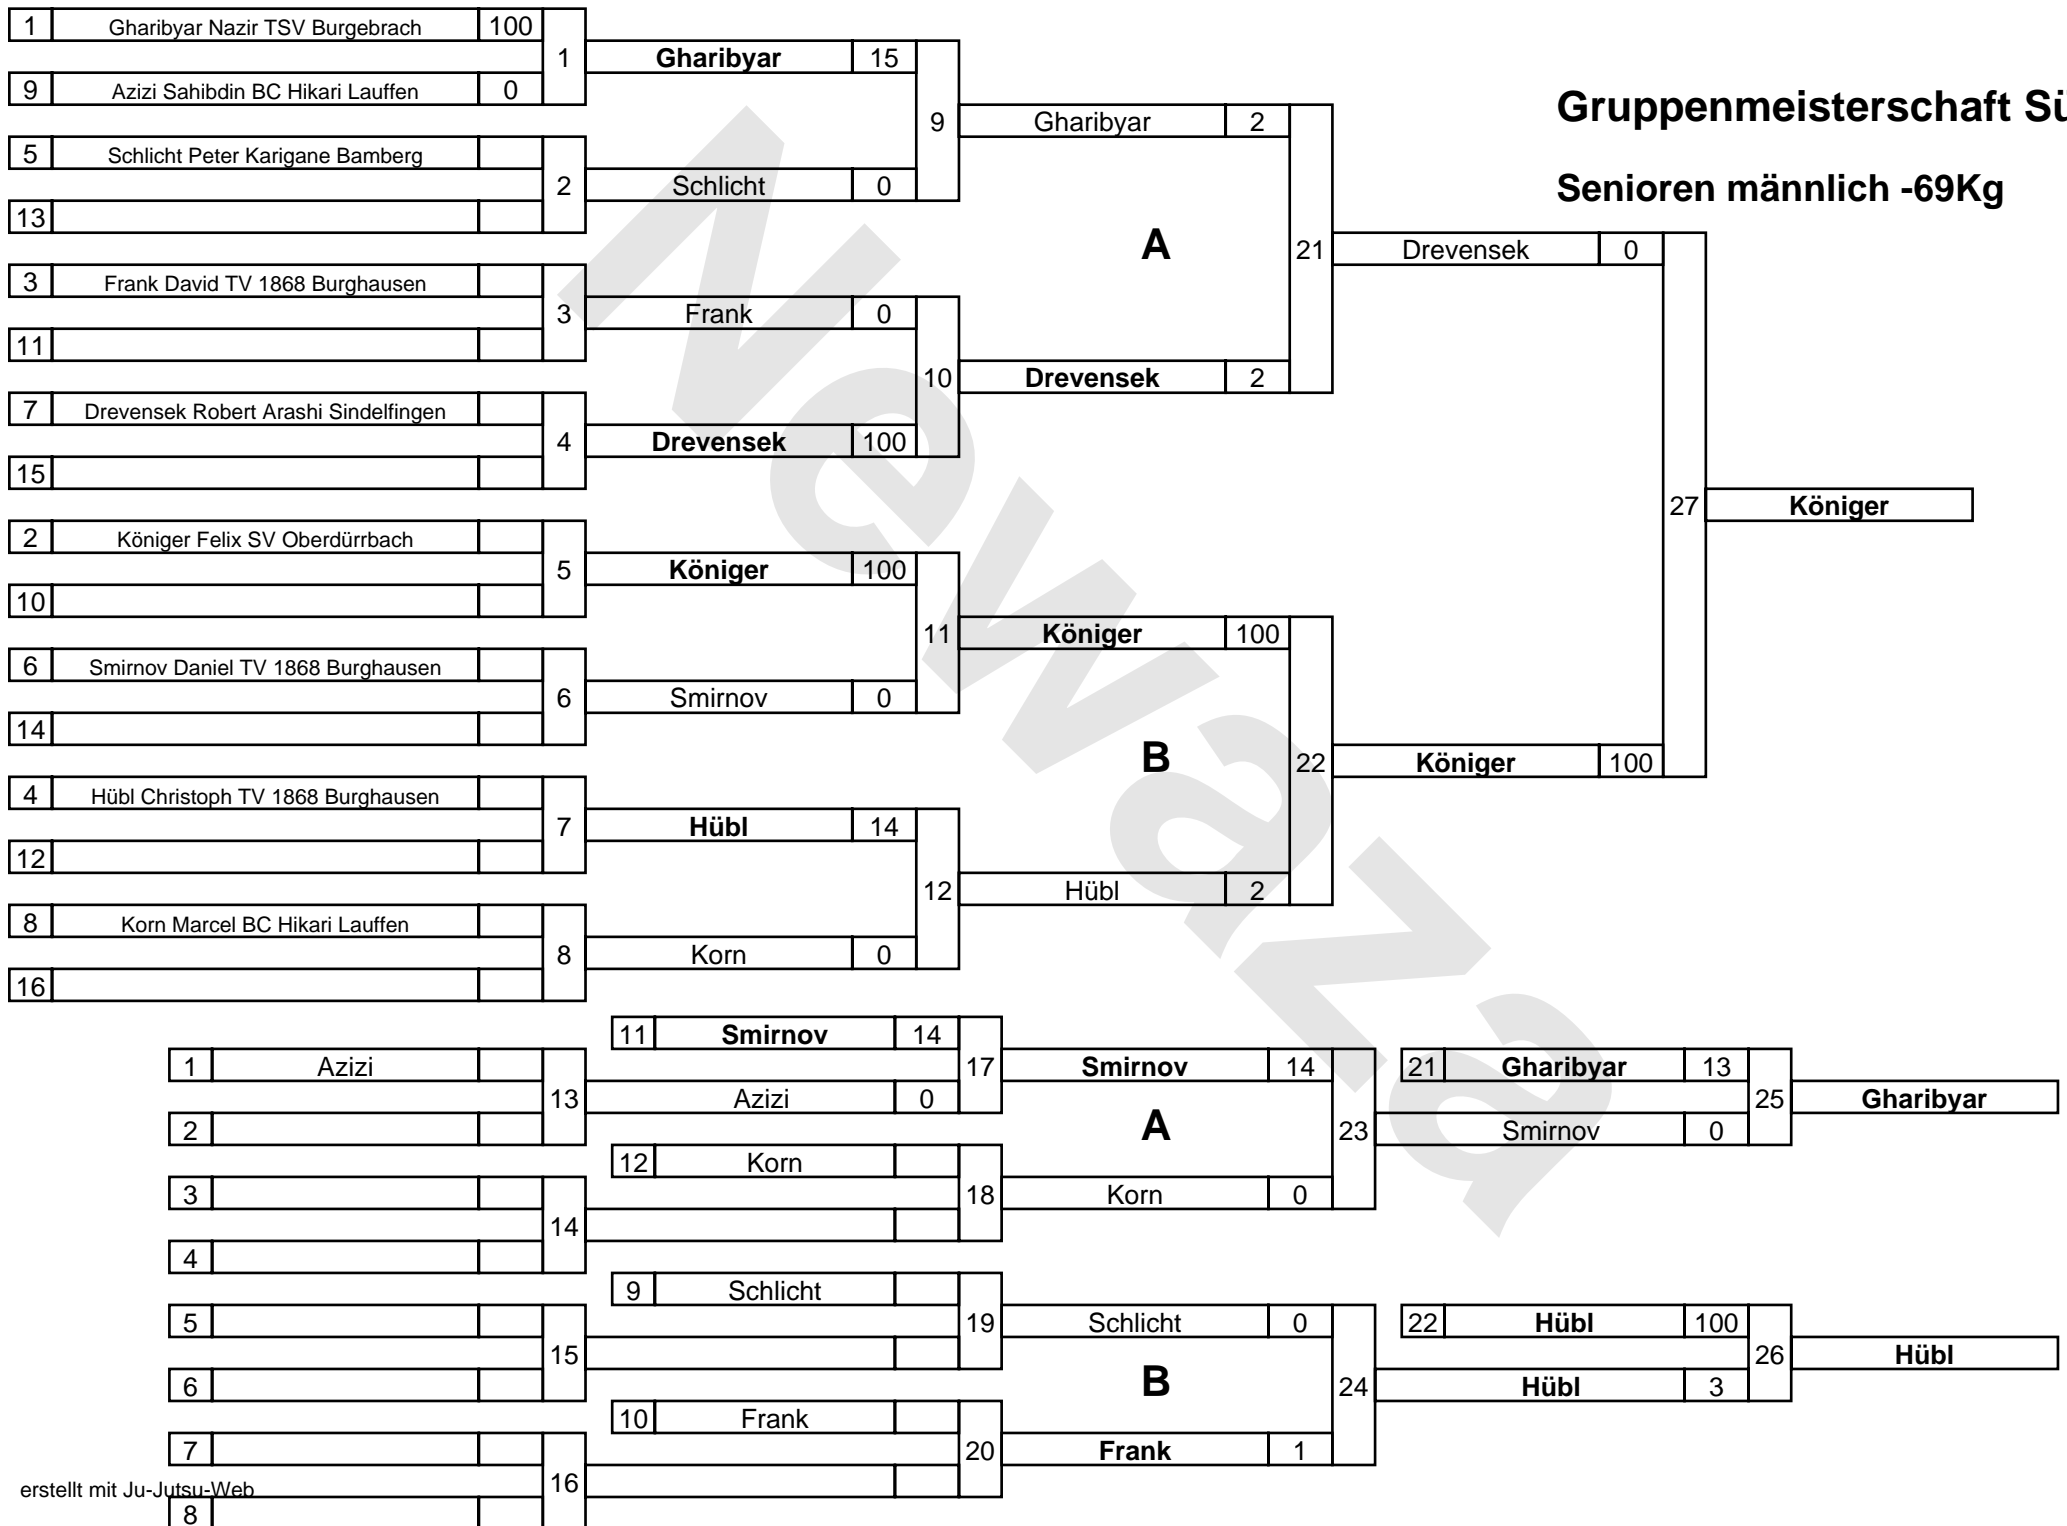 1 Gharibyar Nazir TSV Burgebrach 100
1 Gharibyar 15
9 Azizi Sahibdin BC Hikari Lauffen 0
Gruppenmeisterschaft Sü
9 Gharibyar 2
5 Schlicht Peter Karigane Bamberg
2 Schlicht 0
Senioren männlich -69Kg
13
A 21 Drevensek 0
3 Frank David TV 1868 Burghausen
3 Frank 0
11
10 Drevensek 2
7 Drevensek Robert Arashi Sindelfingen
4 Drevensek 100
15
27 Königer
2 Königer Felix SV Oberdürrbach
5 Königer 100
10
11 Königer 100
6 Smirnov Daniel TV 1868 Burghausen
6 Smirnov 0
14
B 22 Königer 100
4 Hübl Christoph TV 1868 Burghausen
7 Hübl 14
12
12 Hübl 2
8 Korn Marcel BC Hikari Lauffen
8 Korn 0
16
11 Smirnov 14
1 Azizi 17 Smirnov 14 21 Gharibyar 13
13 Azizi 0 25 Gharibyar
2 A 23 Smirnov 0
12 Korn
3 18 Korn 0
14
4
9 Schlicht
5 19 Schlicht 0 22 Hübl 100
15 26 Hübl
6 B 24 Hübl 3
10 Frank
7 20 Frank 1
16
erstellt mit Ju-Jutsu-Web
8
Newaza